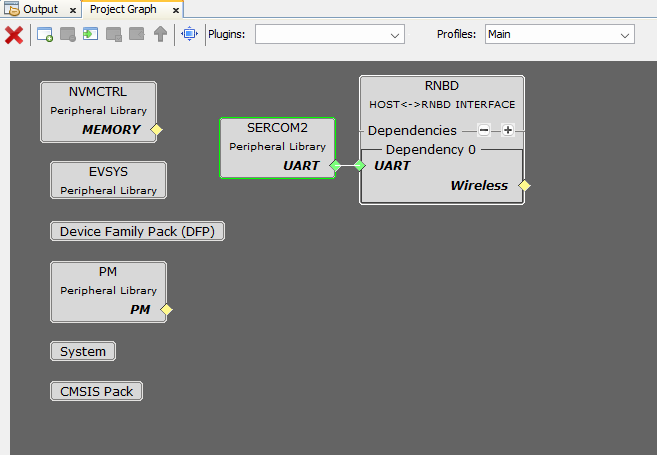 Output x Project Graph x
Plugins: Profiles: Main
NVMCTRL
Peripheral Library
MEMORY
EVSYS
Peripheral Library
Device Family Pack (DFP)
PM
Peripheral Library
PM
System
CMSIS Pack
SERCOM2
Peripheral Library
UART
RNBD
HOST<->RNBD INTERFACE
Dependencies
Dependency 0
UART
Wireless